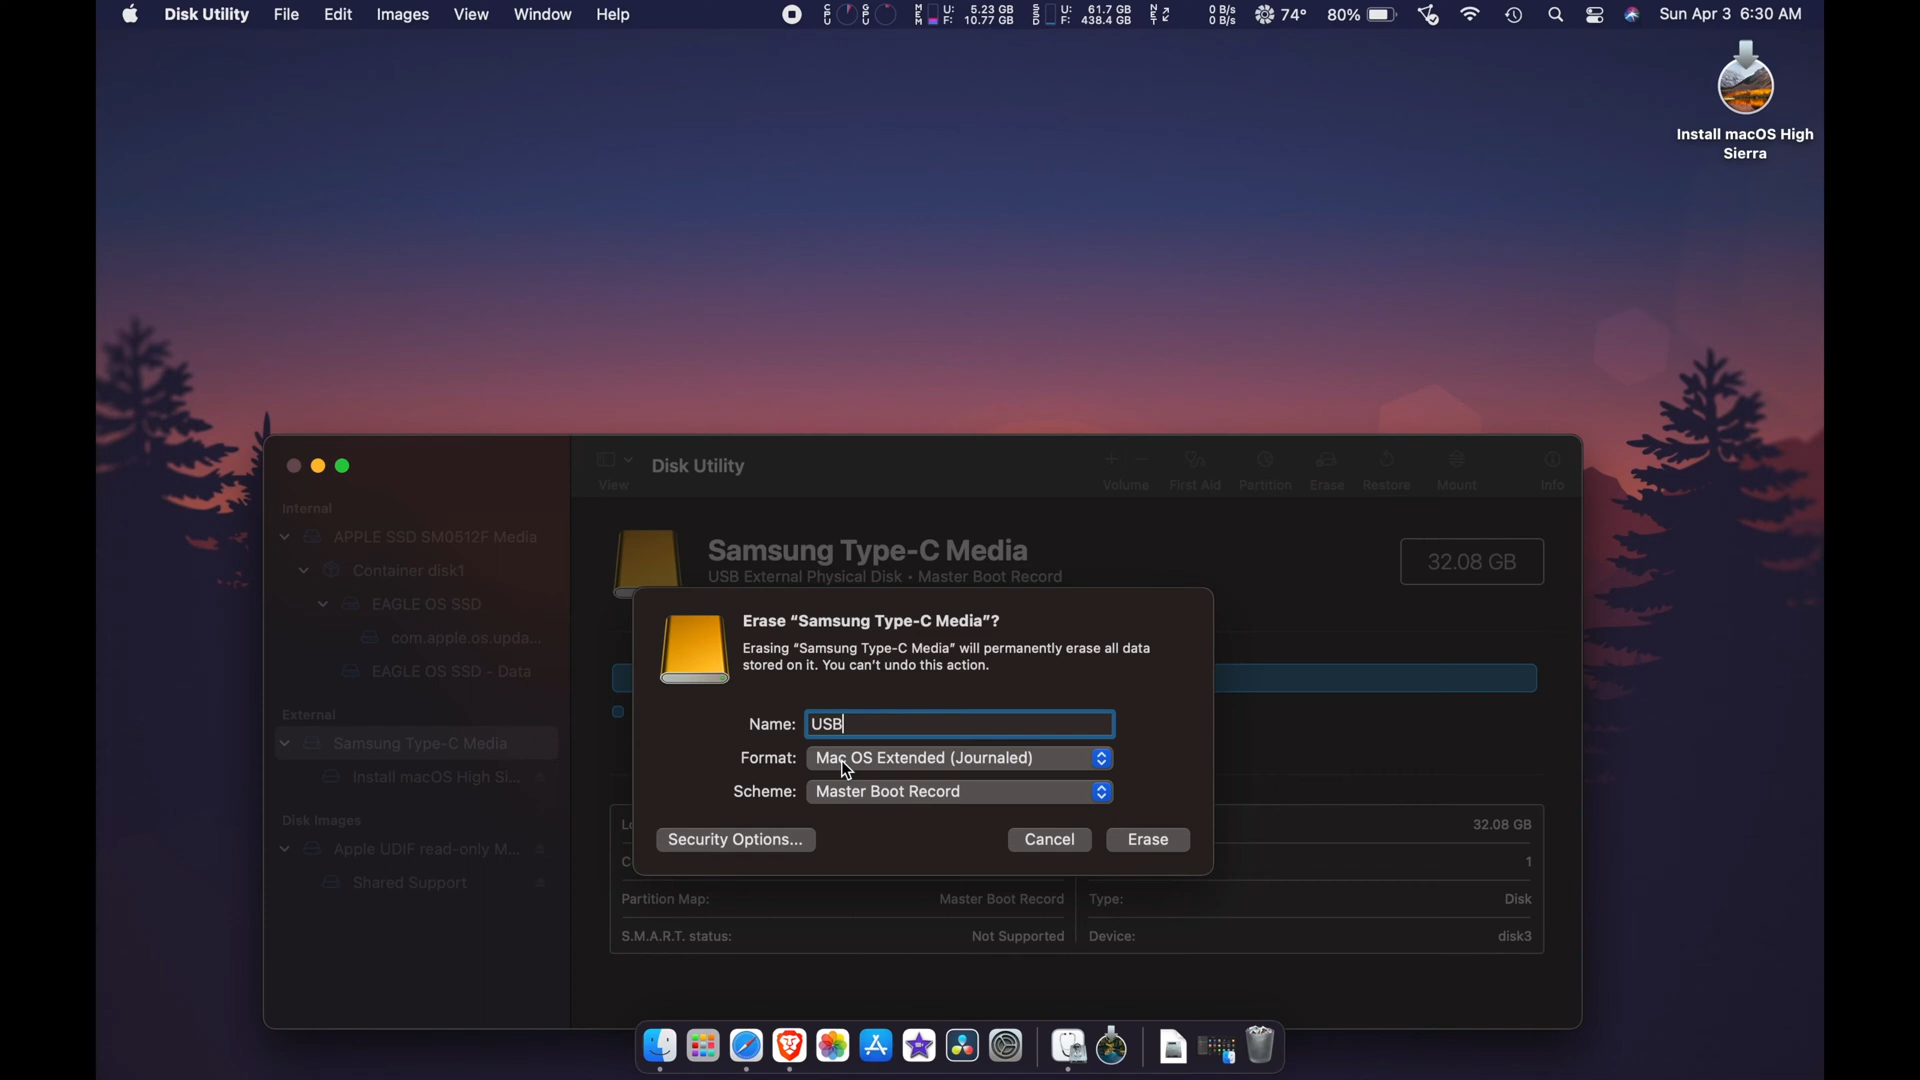 Disk Utility File Edit Images View Window Help
CPU GPU MEM U: 5.23 GB F: 10.77 GB SSD U: 61.7 GB F: 438.4 GB NET 0 B/s 0 B/s 74° 80% Sun Apr 3 6:30 AM
Install macOS High
Sierra
Disk Utility
View
Volume First Aid Partition Erase Restore Mount Info
Internal
APPLE SSD SM0512F Media
Container disk1
EAGLE OS SSD
com.apple.os.upda...
EAGLE OS SSD - Data
External
Samsung Type-C Media
Install macOS High Si...
Disk Images
Apple UDIF read-only M...
Shared Support
Samsung Type-C Media
USB External Physical Disk • Master Boot Record
32.08 GB
Erase “Samsung Type-C Media”?
Erasing “Samsung Type-C Media” will permanently erase all data
stored on it. You can’t undo this action.
Name: USB
Format: Mac OS Extended (Journaled)
Scheme: Master Boot Record
Security Options... Cancel Erase
32.08 GB
1
Partition Map: Master Boot Record Type: Disk
S.M.A.R.T. status: Not Supported Device: disk3